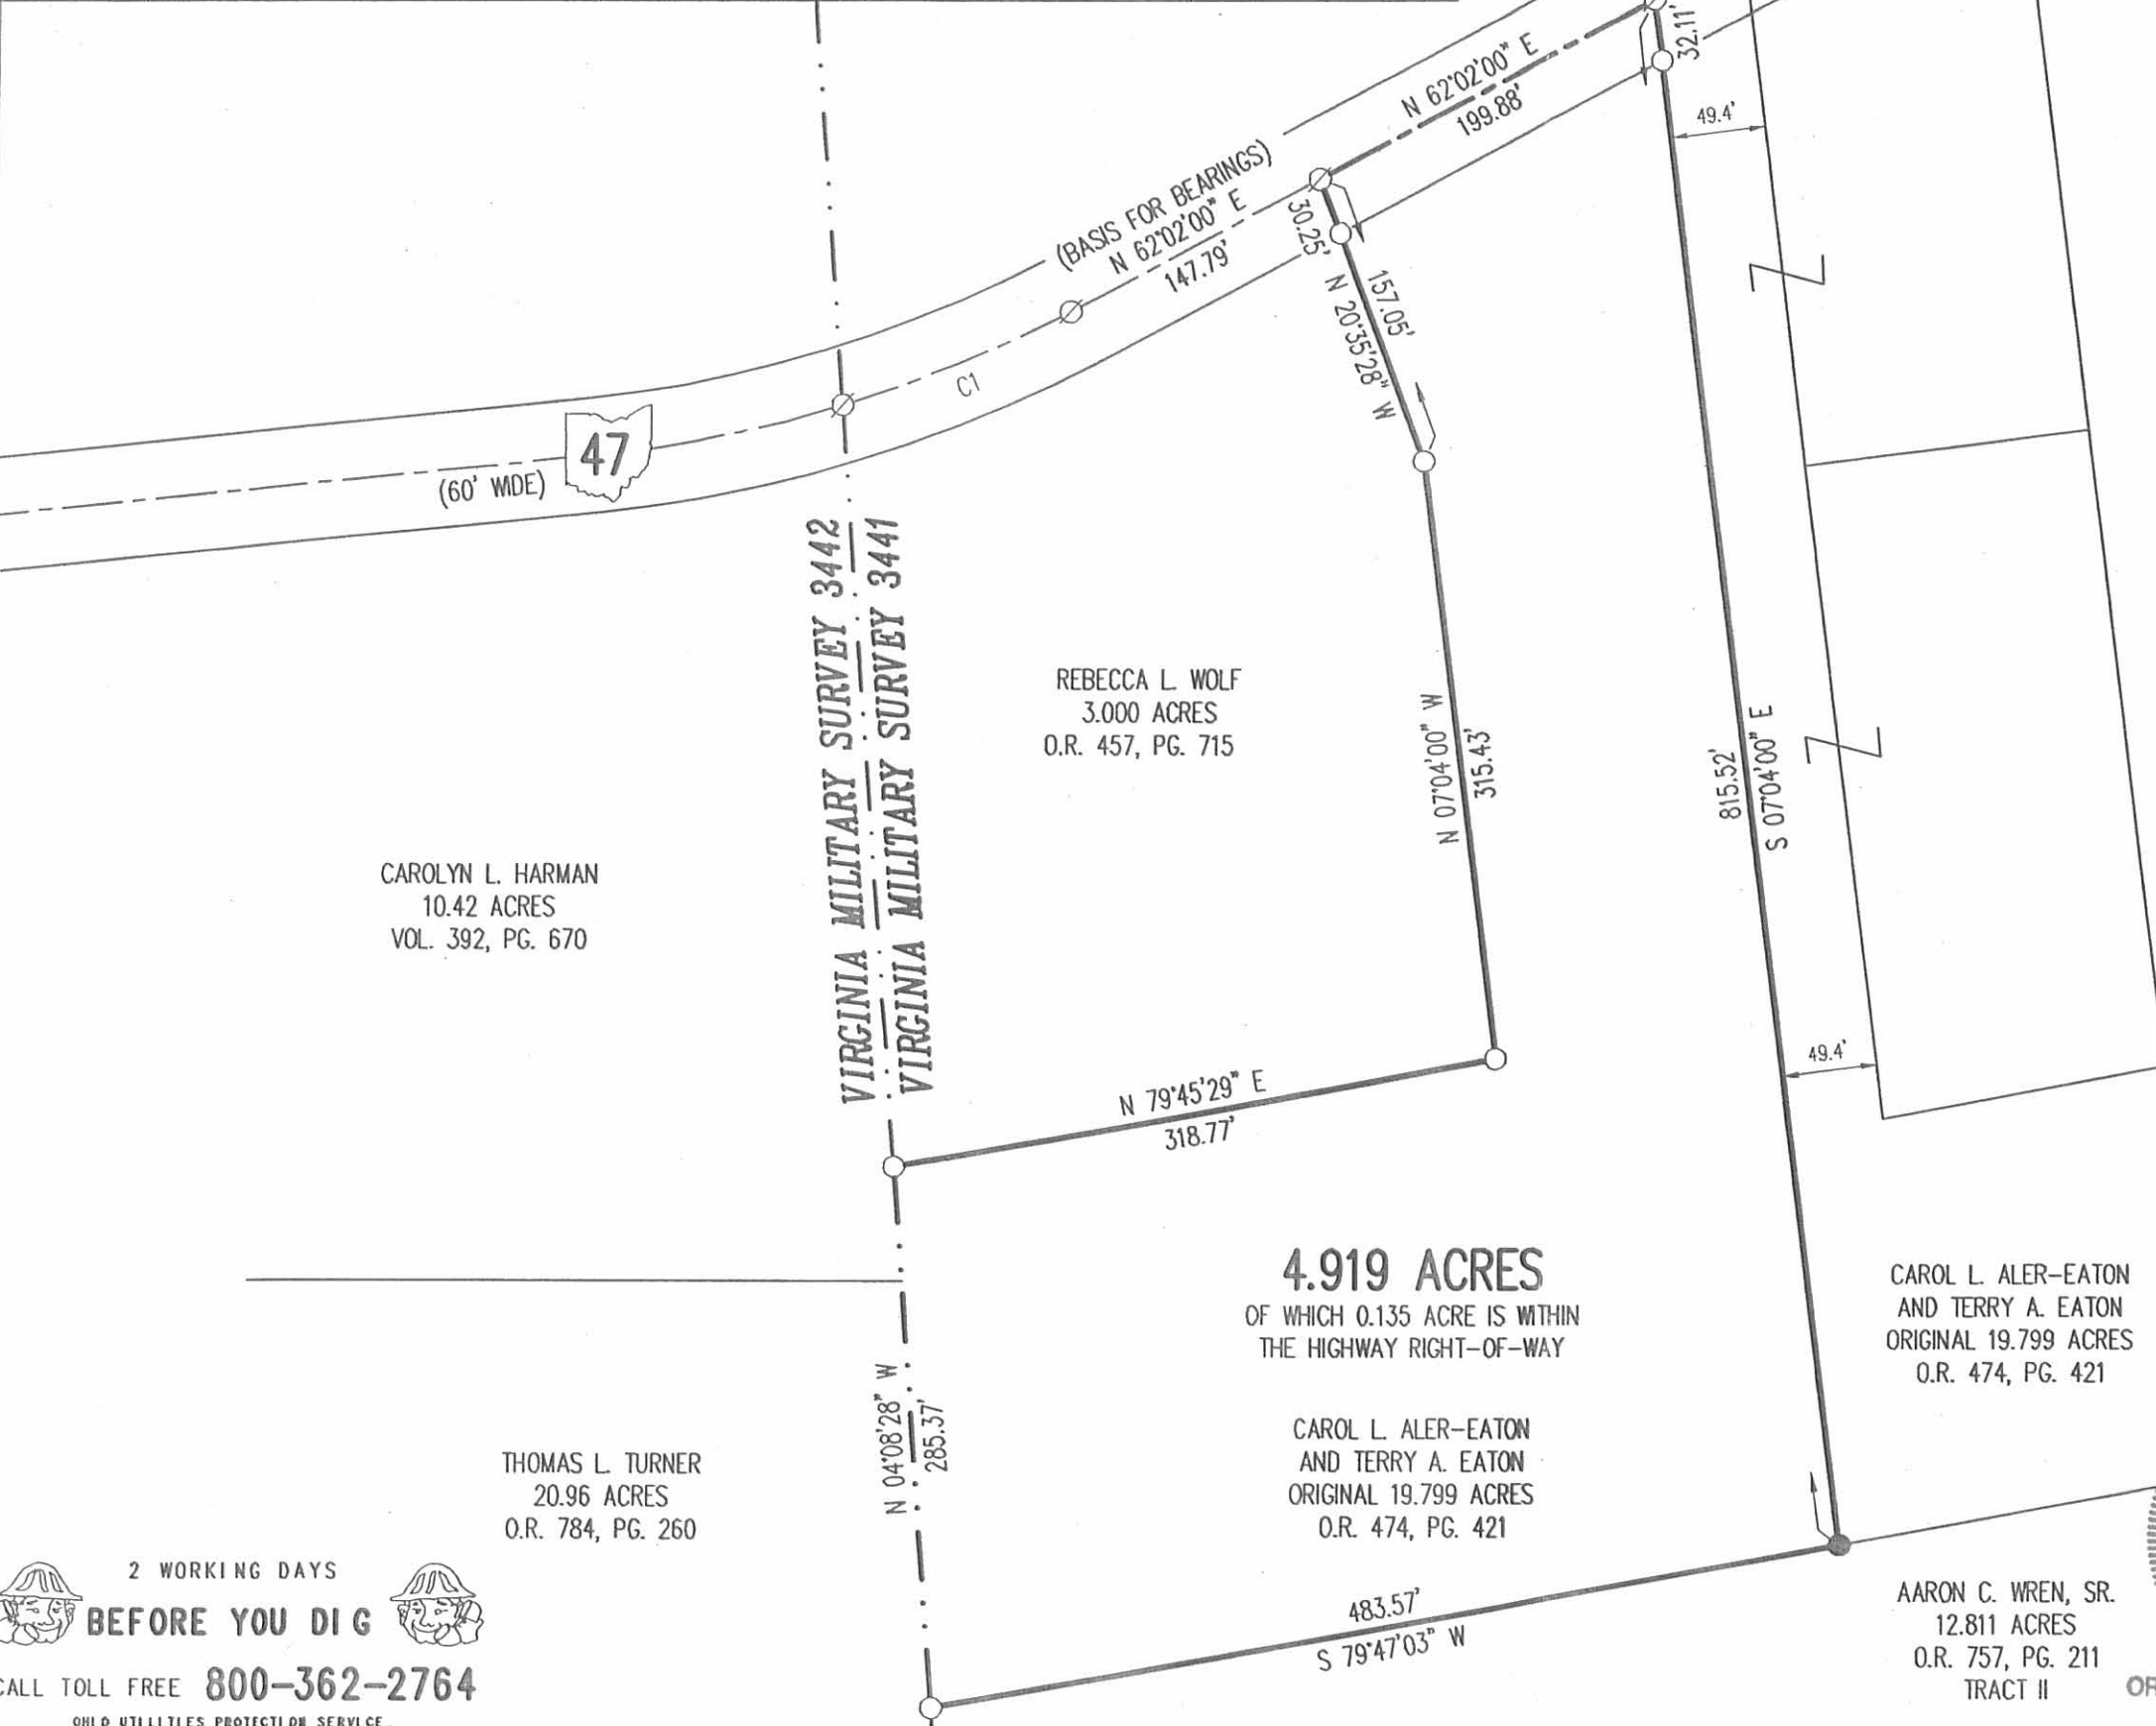 N 62°02'00" E
199.88'
32.11'
49.4'
(BASIS FOR BEARINGS)
N 62°02'00" E
147.79'
30.25'
157.05'
N 20°35'28" W
C1
47
(60' WIDE)
VIRGINIA MILITARY SURVEY 3442
VIRGINIA MILITARY SURVEY 3441
REBECCA L. WOLF
3.000 ACRES
O.R. 457, PG. 715
N 07°04'00" W
315.43'
815.52'
S 07°04'00" E
CAROLYN L. HARMAN
10.42 ACRES
VOL. 392, PG. 670
49.4'
N 79°45'29" E
318.77'
4.919 ACRES
OF WHICH 0.135 ACRE IS WITHIN
THE HIGHWAY RIGHT-OF-WAY
CAROL L. ALER-EATON
AND TERRY A. EATON
ORIGINAL 19.799 ACRES
O.R. 474, PG. 421
CAROL L. ALER-EATON
AND TERRY A. EATON
ORIGINAL 19.799 ACRES
O.R. 474, PG. 421
N 04°08'28" W
285.37'
THOMAS L. TURNER
20.96 ACRES
O.R. 784, PG. 260
483.57'
S 79°47'03" W
AARON C. WREN, SR.
12.811 ACRES
O.R. 757, PG. 211
TRACT II
OR
2 WORKING DAYS
BEFORE YOU DIG
CALL TOLL FREE 800-362-2764
OHIO UTILITIES PROTECTION SERVICE